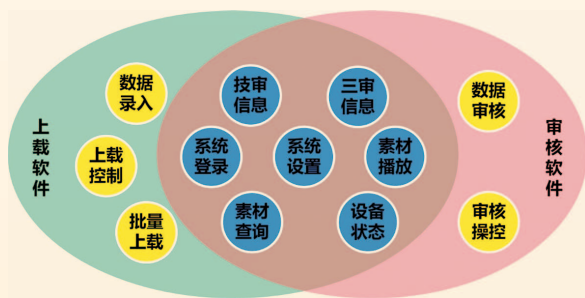 上载软件
数据
录入
上载
控制
批量
上载
技审
信息
三审
信息
系统
登录
系统
设置
素材
播放
素材
查询
设备
状态
数据
审核
审核
操控
审核软件